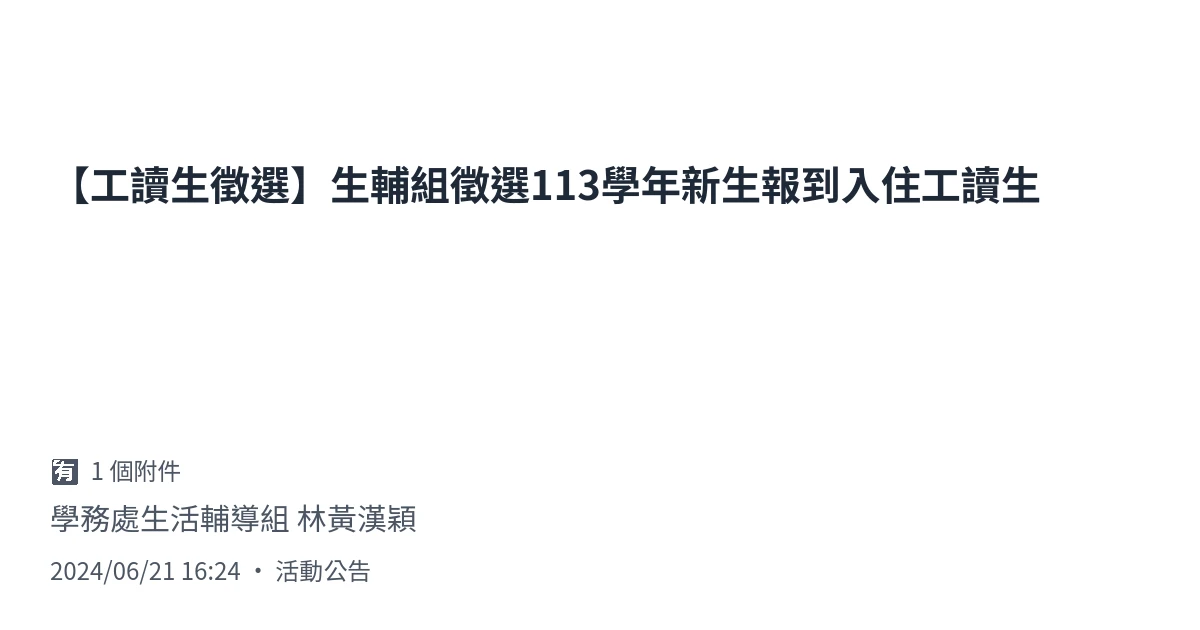 【工讀生徵選】生輔組徵選113學年新生報到入住工讀生
🈶 1 個附件
學務處生活輔導組 林黃漢穎
2024/06/21 16:24 • 活動公告